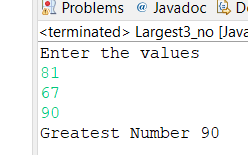 Problems @ Javadoc D
<terminated> Largest3_no [Java
Enter the values
81
67
90
Greatest Number 90